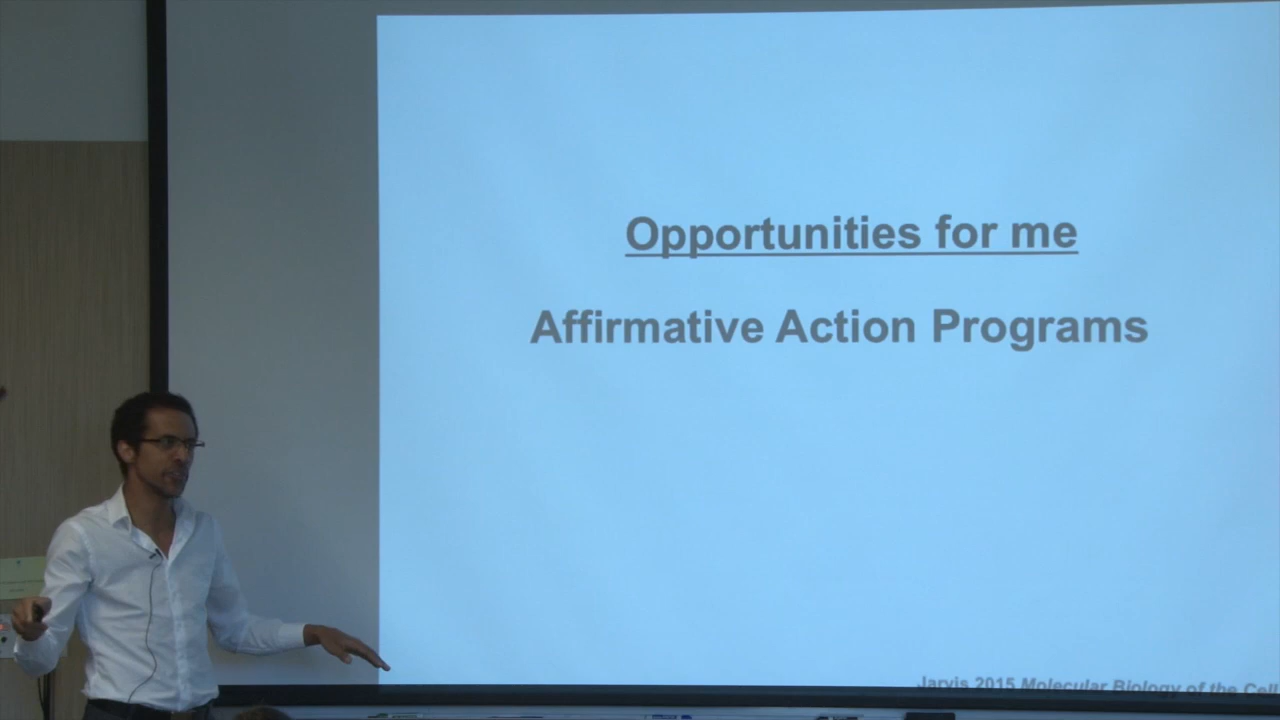 Opportunities for me
Affirmative Action Programs
Jarvis 2015 Molecular Biology of the Cell